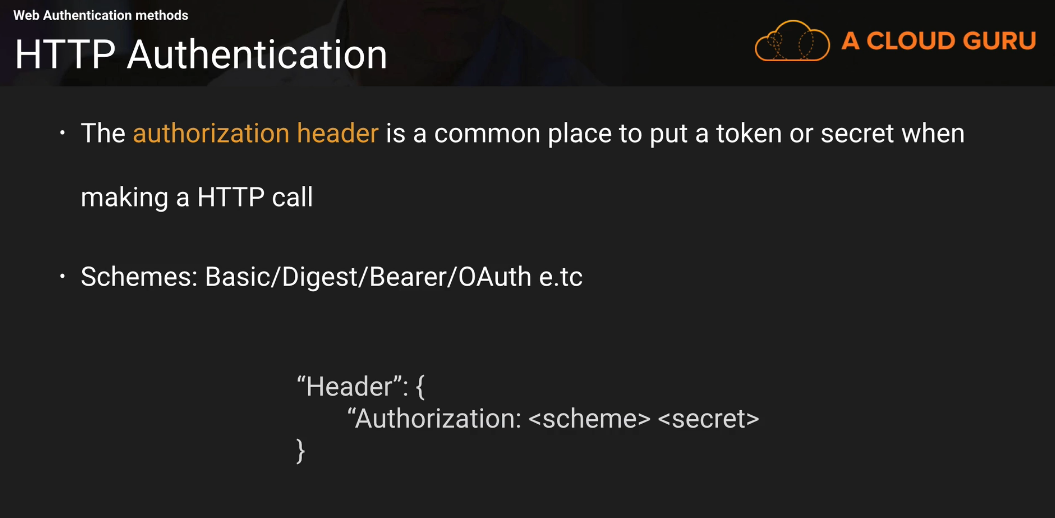 Web Authentication methods
HTTP Authentication
A CLOUD GURU
· The authorization header is a common place to put a token or secret when
making a HTTP call
· Schemes: Basic/Digest/Bearer/OAuth e.tc
“Header”: {
“Authorization: <scheme> <secret>
}